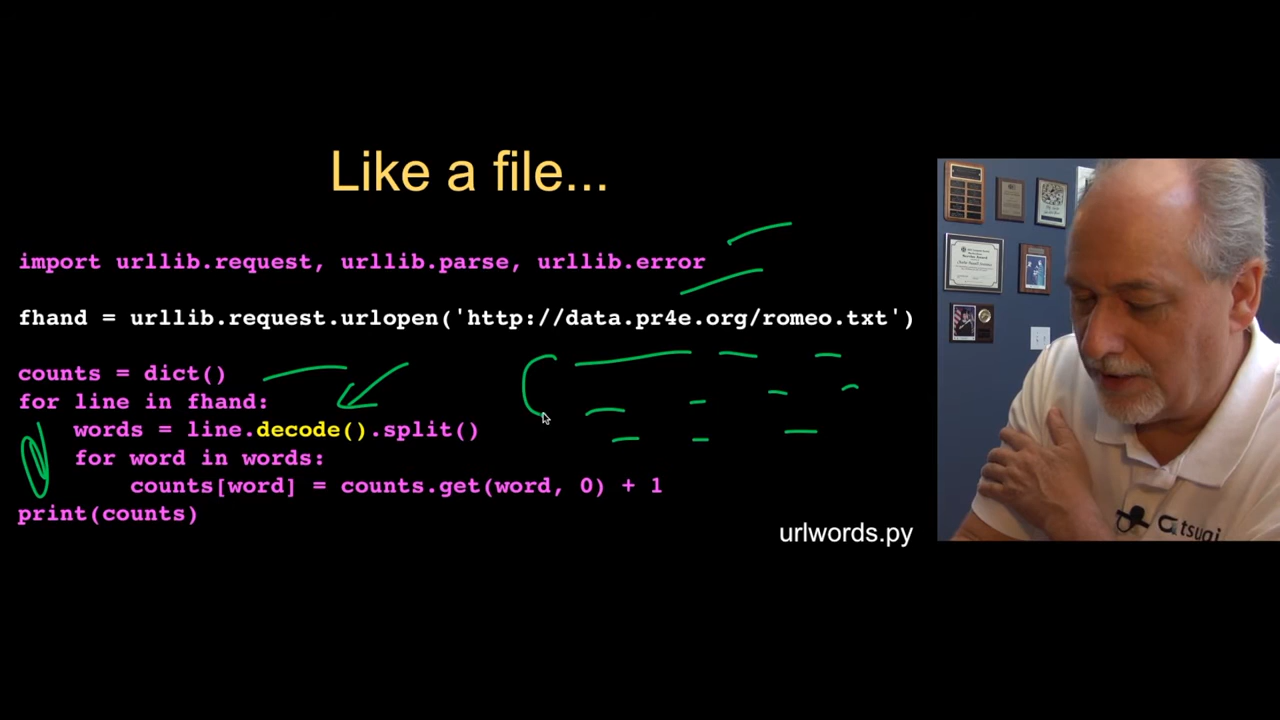 Like a file...
import urllib.request, urllib.parse, urllib.error
fhand = urllib.request.urlopen('http://data.pr4e.org/romeo.txt')
counts = dict()
for line in fhand:
    words = line.decode().split()
    for word in words:
        counts[word] = counts.get(word, 0) + 1
print(counts)
urlwords.py
tsugi